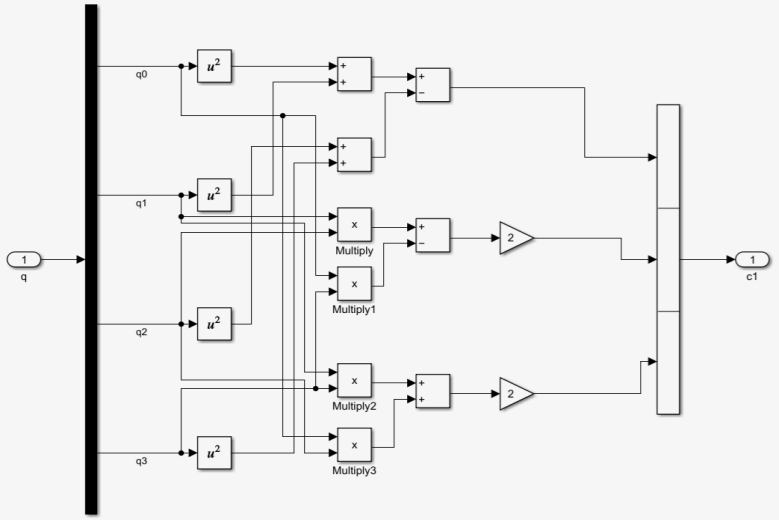 q0
u²
+
+
+
−
+
+
q1
u²
x
Multiply
+
−
2
1
q
1
c1
x
Multiply1
q2
u²
x
Multiply2
+
+
2
q3
u²
x
Multiply3